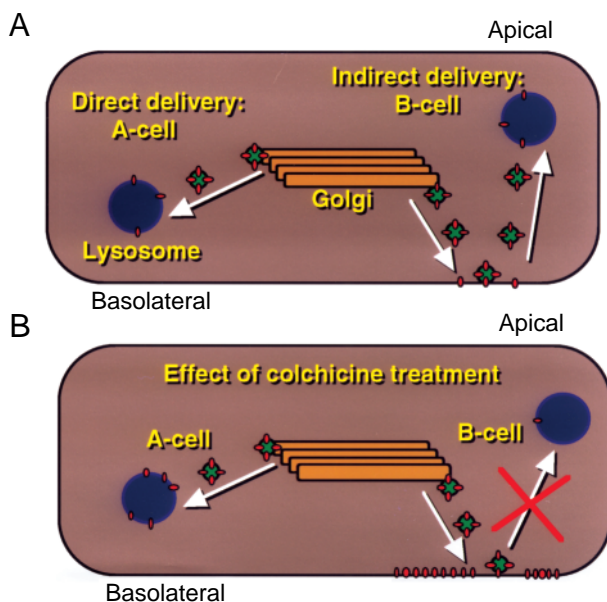 A
Apical
Direct delivery:
A-cell
Indirect delivery:
B-cell
Golgi
Lysosome
Basolateral
B
Apical
Effect of colchicine treatment
A-cell
B-cell
Basolateral